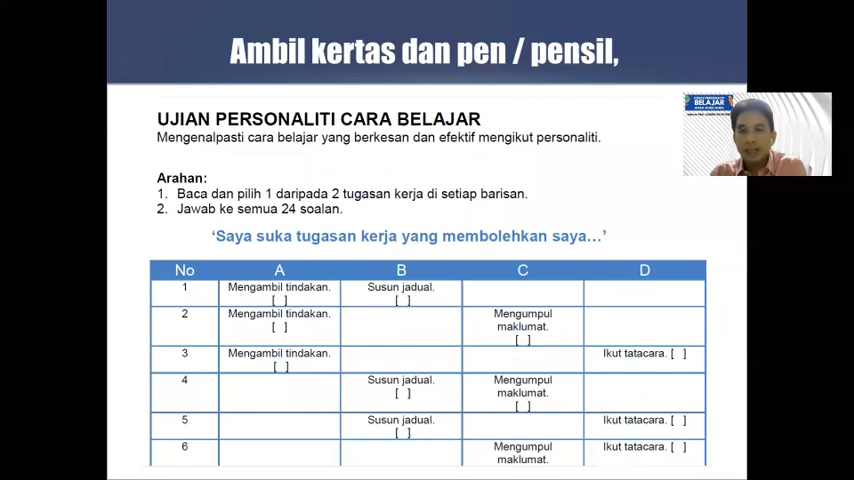 Ambil kertas dan pen / pensil,
UJIAN PERSONALITI CARA BELAJAR
Mengenalpasti cara belajar yang berkesan dan efektif mengikut personaliti.
BELAJAR
Arahan:
1. Baca dan pilih 1 daripada 2 tugasan kerja di setiap barisan.
2. Jawab ke semua 24 soalan.
‘Saya suka tugasan kerja yang membolehkan saya…’
No A B C D
1 Mengambil tindakan. Susun jadual.
[ ] [ ]
2 Mengambil tindakan. Mengumpul
[ ] maklumat.
[ ]
3 Mengambil tindakan. Ikut tatacara. [ ]
[ ]
4 Susun jadual. Mengumpul
[ ] maklumat.
[ ]
5 Susun jadual. Ikut tatacara. [ ]
[ ]
6 Mengumpul Ikut tatacara. [ ]
maklumat.